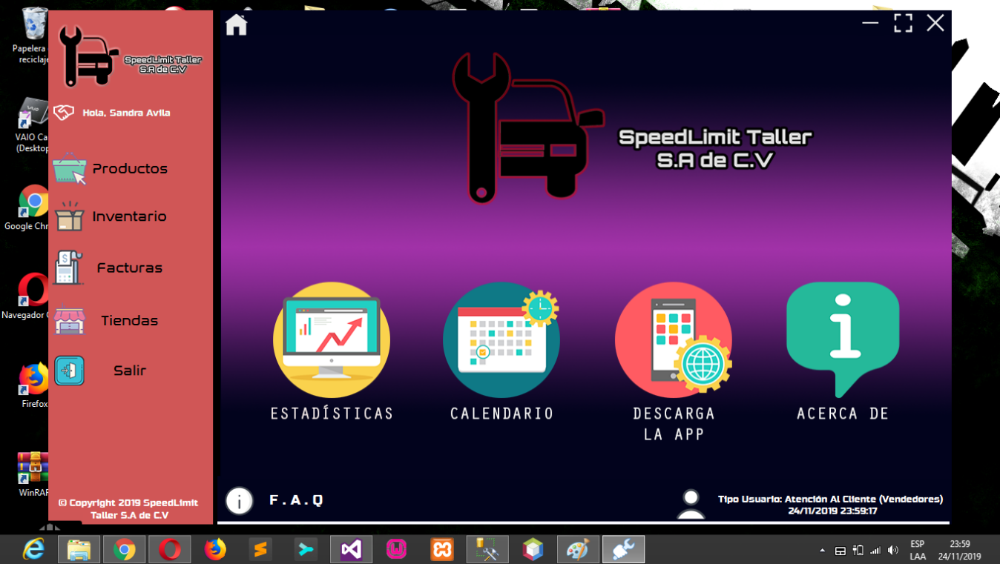 Papelera
reciclaje
VAIO Ca
(Desktop
Google Chr
Navegador
Firefox
WinRAR
SpeedLimit Taller
S.A de C.V
Hola, Sandra Avila
Productos
Inventario
Facturas
Tiendas
Salir
© Copyright 2019 SpeedLimit
Taller S.A de C.V
SpeedLimit Taller
S.A de C.V
ESTADÍSTICAS
CALENDARIO
DESCARGA
LA APP
ACERCA DE
F.A.Q
Tipo Usuario: Atención Al Cliente (Vendedores)
24/11/2019 23:59:17
ESP
LAA
23:59
24/11/2019